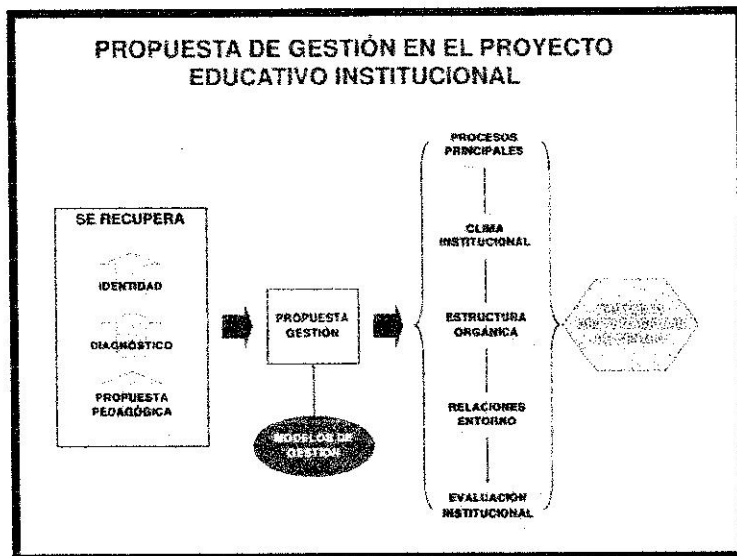 PROPUESTA DE GESTIÓN EN EL PROYECTO
EDUCATIVO INSTITUCIONAL
SE RECUPERA
IDENTIDAD
DIAGNÓSTICO
PROPUESTA
PEDAGÓGICA
PROPUESTA
GESTIÓN
MODELOS DE
GESTIÓN
PROCESOS
PRINCIPALES
CLIMA
INSTITUCIONAL
ESTRUCTURA
ORGÁNICA
RELACIONES
ENTORNO
EVALUACIÓN
INSTITUCIONAL